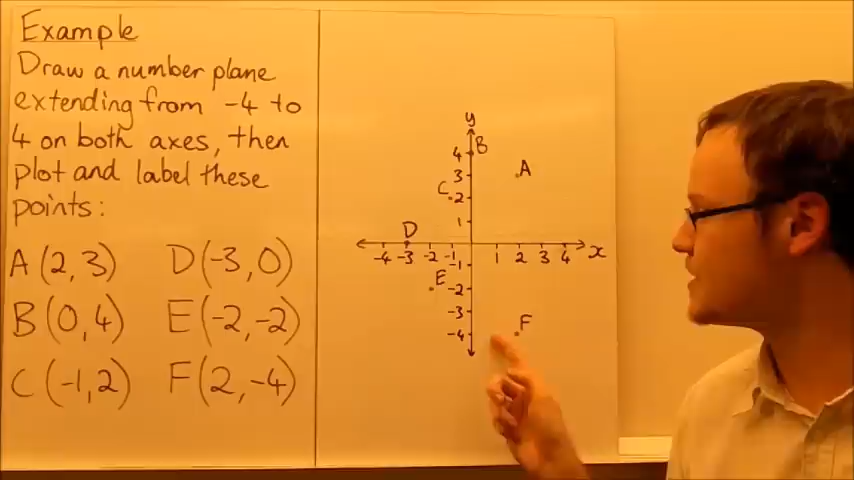 Example
Draw a number plane
extending from -4 to
4 on both axes, then
plot and label these
points:
A (2, 3) D (-3, 0)
B (0, 4) E (-2, -2)
C (-1, 2) F (2, -4)
y
B
4
3 A
C 2
1
D
-4 -3 -2 -1 1 2 3 4 x
-1
E -2
-3
-4 F